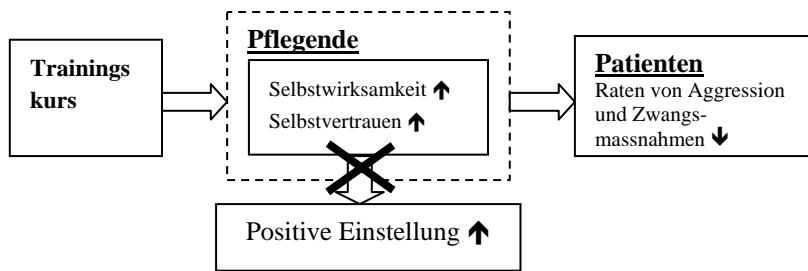 Trainings
kurs
Pflegende
Selbstwirksamkeit ↑
Selbstvertrauen ↑
Patienten
Raten von Aggression
und Zwangs-
massnahmen ↓
Positive Einstellung ↑